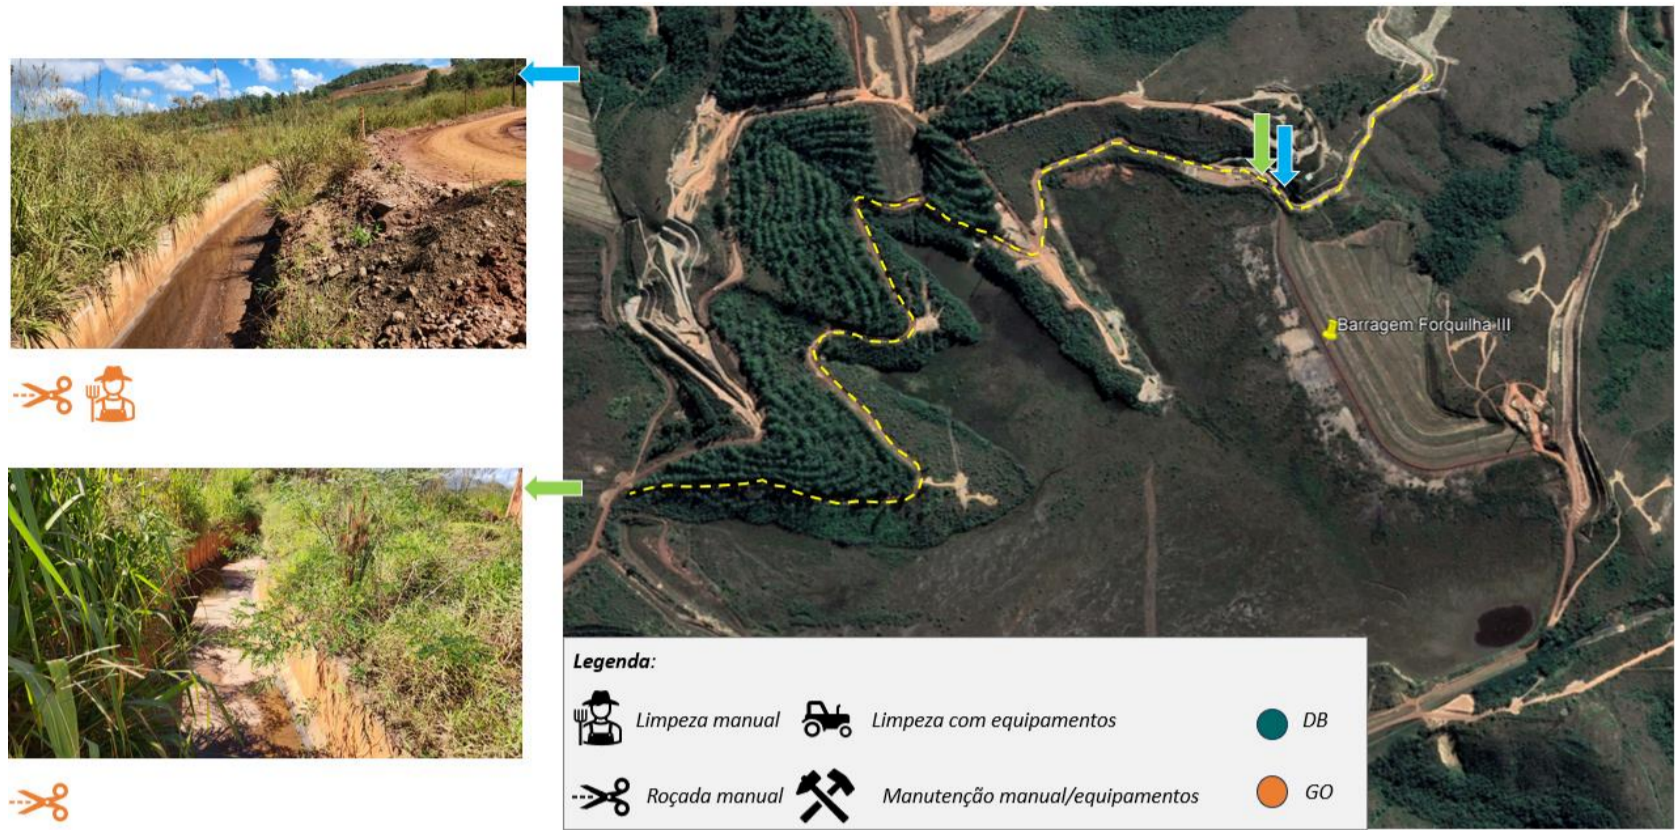 Barragem Forquilha III
Legenda:
Limpeza manual
Limpeza com equipamentos
DB
Roçada manual
Manutenção manual/equipamentos
GO